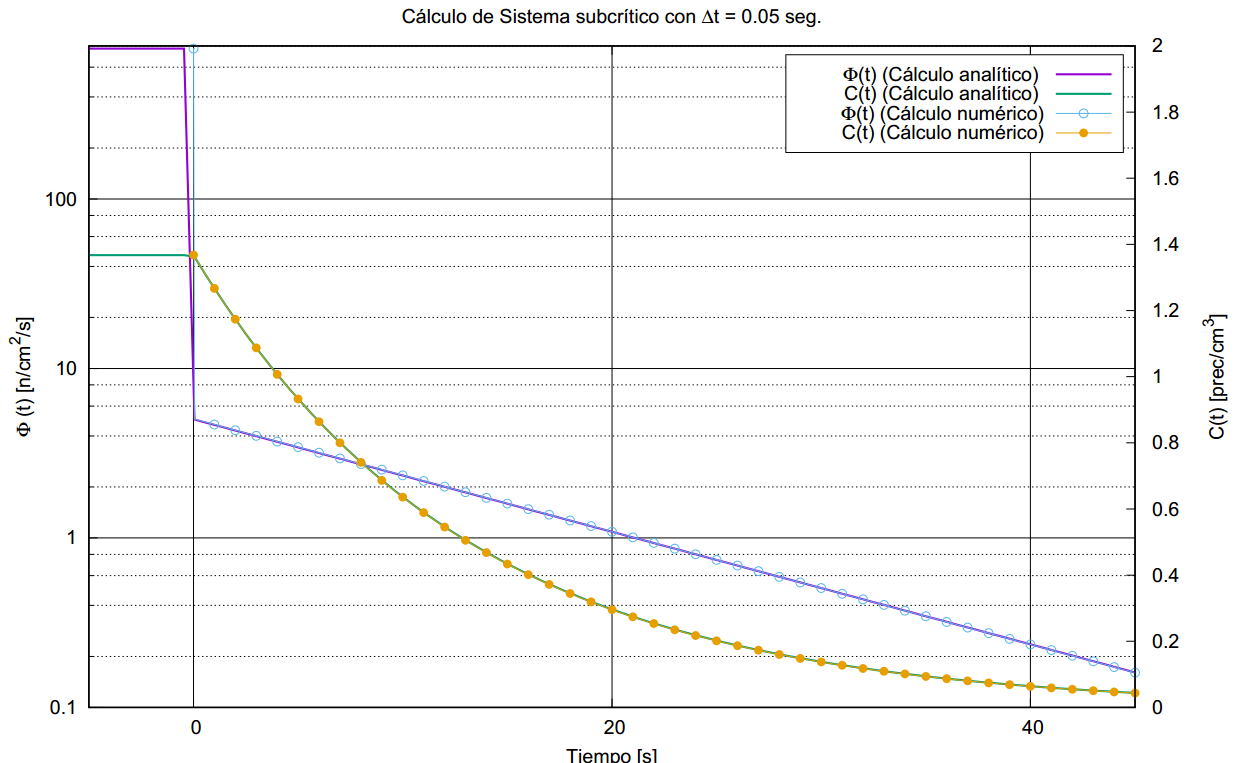 Cálculo de Sistema subcrítico con Δt = 0.05 seg.
Φ(t) (Cálculo analítico)
C(t) (Cálculo analítico)
Φ(t) (Cálculo numérico)
C(t) (Cálculo numérico)
Φ (t) [n/cm²/s]
100
10
1
0.1
2
1.8
1.6
1.4
1.2
1
0.8
0.6
0.4
0.2
0
C(t) [prec/cm³]
0
20
40
Tiempo [s]